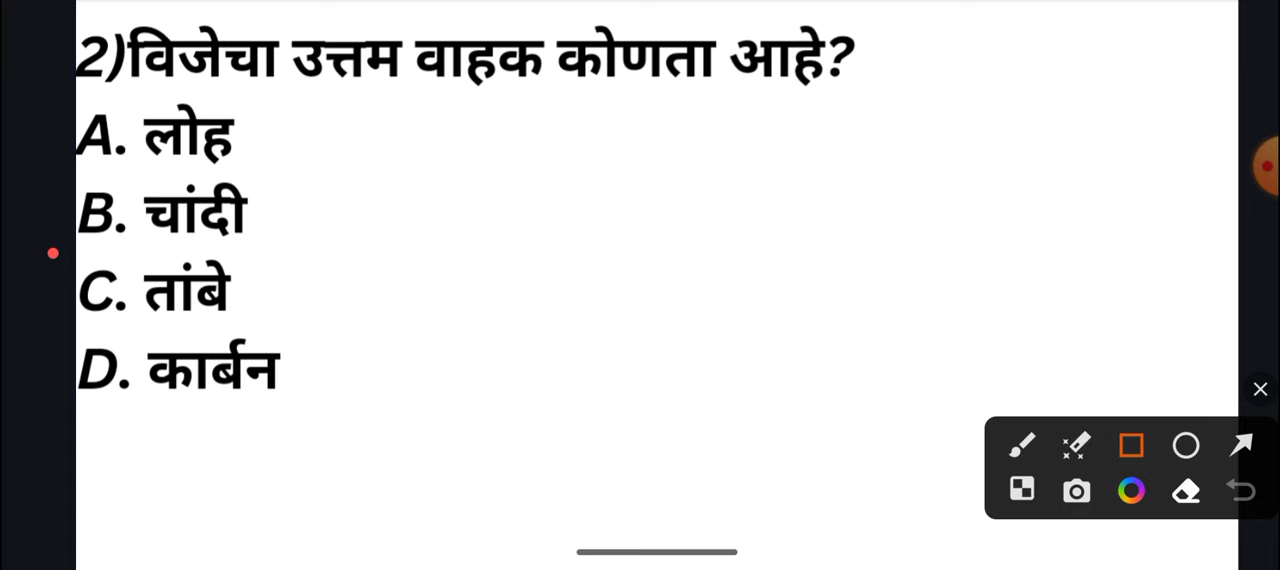 2)विजेचा उत्तम वाहक कोणता आहे?
A. लोह
B. चांदी
C. तांबे
D. कार्बन